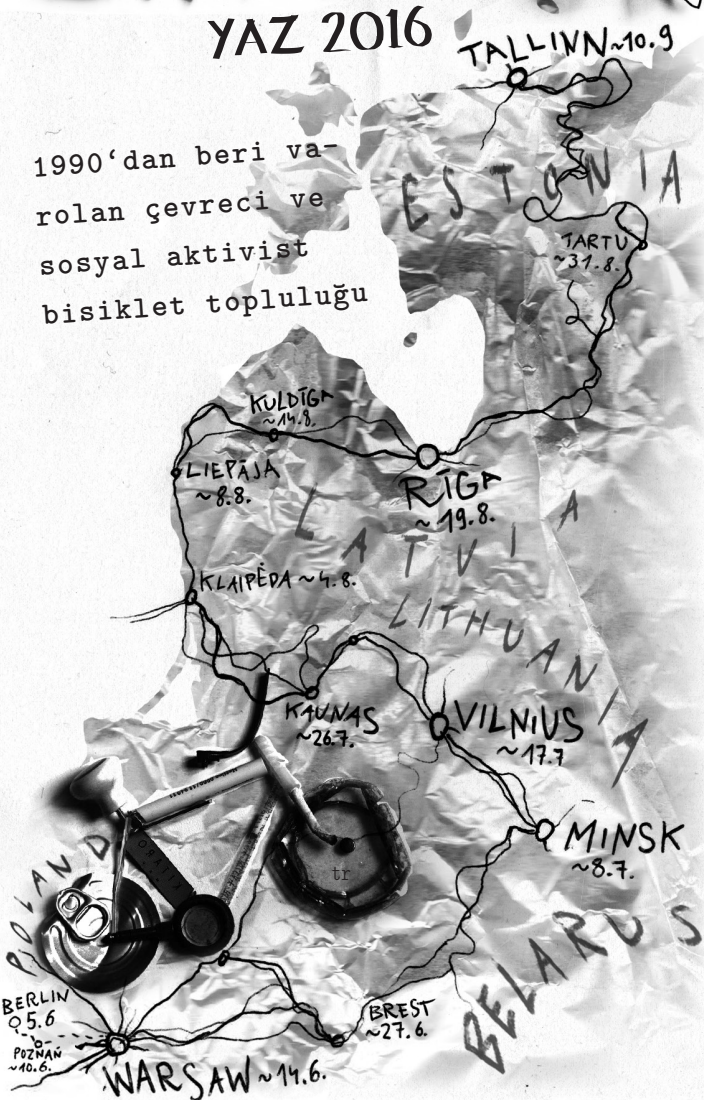 YAZ 2016
TALLINN ~10.9
1990‘dan beri va-
rolan çevreci ve
sosyal aktivist
bisiklet topluluğu
ESTONIA
TARTU
~31.8.
KULDĪGA
~14.8.
LIEPĀJA
~8.8.
RĪGA
~19.8.
LATVIA
KLAIPĖDA ~4.8.
LITHUANIA
KAUNAS
~26.7.
VILNIUS
~17.7
MINSK
~8.7.
tr
POLAND
BELARUS
BERLIN
5.6
POZNAŃ
~10.6.
BREST
~27.6.
WARSAW ~14.6.